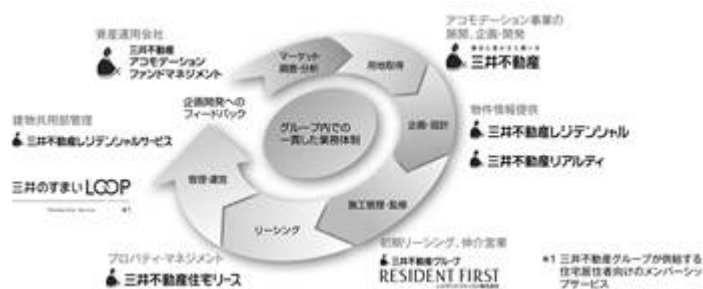 資産運用会社
三井不動産
アコモデーション
ファンドマネジメント
アコモデーション事業の
展開、企画・開発
三井不動産
マーケット
調査・分析
用地取得
企画・設計
施工管理・監修
リーシング
管理・運営
企画開発への
フィードバック
グループ内での
一貫した業務体制
物件情報提供
三井不動産レジデンシャル
三井不動産リアルティ
建物共用部管理
三井不動産レジデンシャルサービス
三井のすまい LOOP
*1
プロパティ・マネジメント
三井不動産住宅リース
初期リーシング、仲介営業
三井不動産グループ
RESIDENT FIRST
*1 三井不動産グループが供給する
住宅居住者向けのメンバーシッ
プサービス